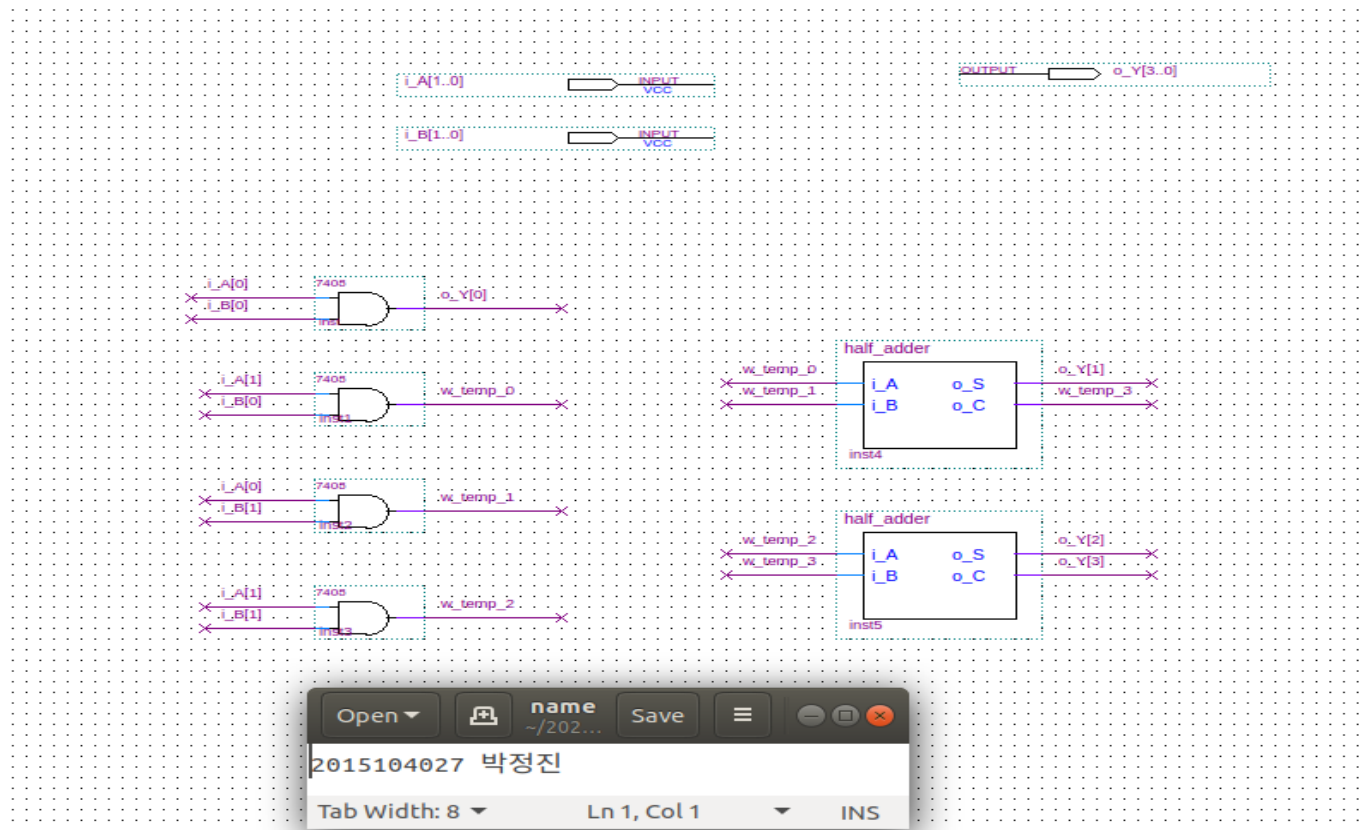 i_A[1..0] INPUT VCC
OUTPUT o_Y[3..0]
i_B[1..0] INPUT VCC
i_A[0]
i_B[0]
7408
o_Y[0]
i_A[1]
i_B[0]
7408
inst1
w_temp_0
i_A[0]
i_B[1]
7408
inst2
w_temp_1
i_A[1]
i_B[1]
7408
inst3
w_temp_2
half_adder
w_temp_0 i_A o_S o_Y[1]
w_temp_1 i_B o_C w_temp_3
inst4
half_adder
w_temp_2 i_A o_S o_Y[2]
w_temp_3 i_B o_C o_Y[3]
inst5
Open name Save
~/202...
2015104027 박정진
Tab Width: 8 Ln 1, Col 1 INS